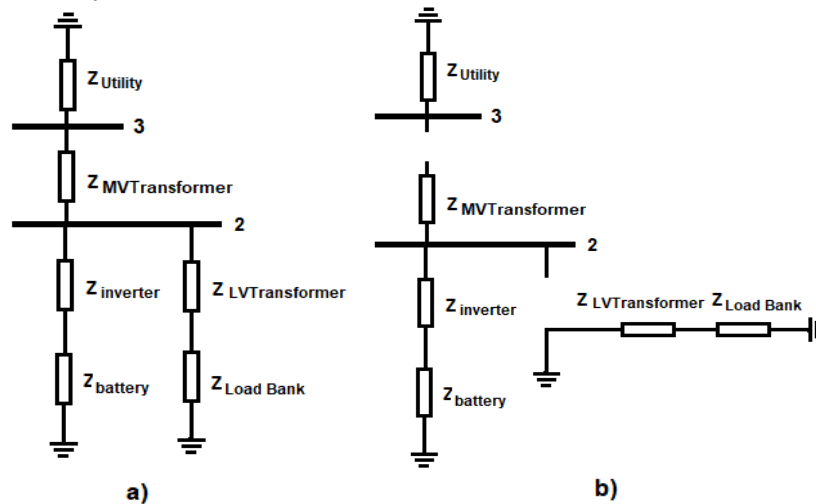 Z Utility
3
Z MVTransformer
2
Z inverter
Z LVTransformer
Z battery
Z Load Bank
a)
Z Utility
3
Z MVTransformer
2
Z inverter
Z LVTransformer Z Load Bank
Z battery
b)